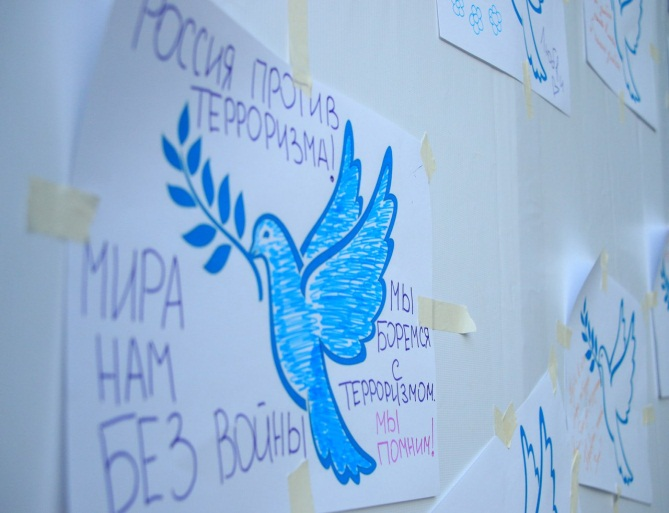 РОССИЯ ПРОТИВ
ТЕРРОРИЗМА!
МИРА
НАМ
БЕЗ ВОЙНЫ
МЫ
БОРЕМСЯ
С
ТЕРРОРИЗМОМ.
МЫ
ПОМНИМ!